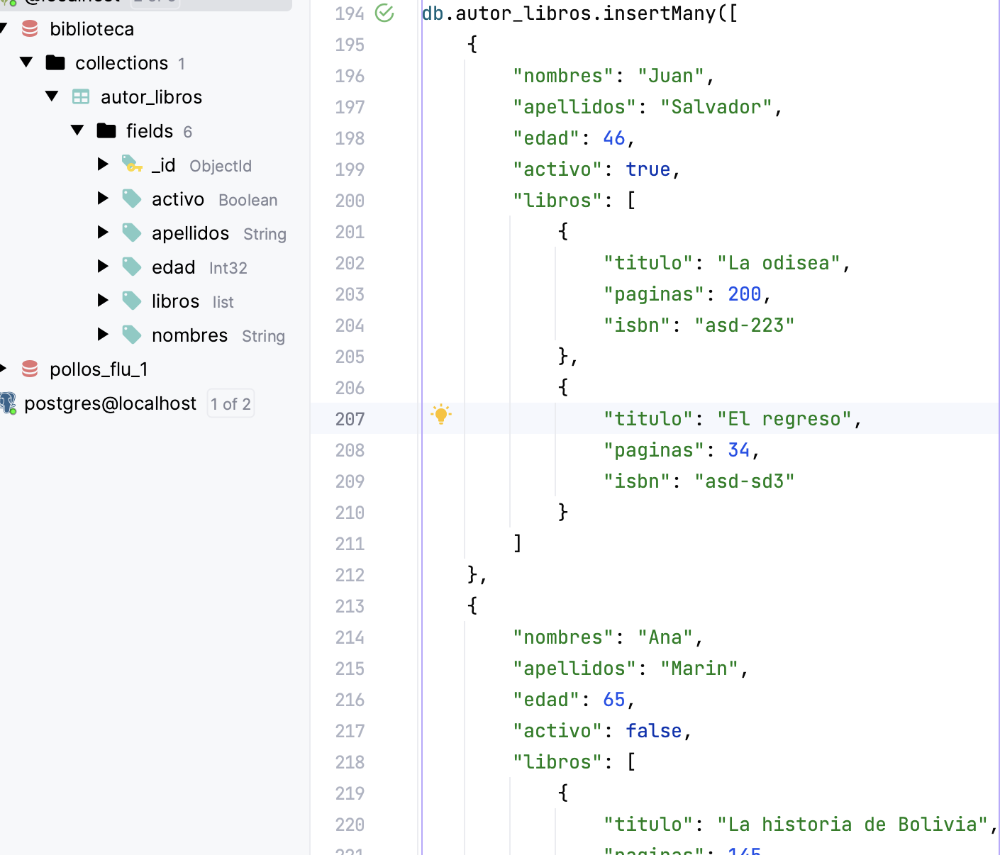 biblioteca
collections 1
autor_libros
fields 6
_id ObjectId
activo Boolean
apellidos String
edad Int32
libros list
nombres String
pollos_flu_1
postgres@localhost 1 of 2
194 db.autor_libros.insertMany([
195 {
196 "nombres": "Juan",
197 "apellidos": "Salvador",
198 "edad": 46,
199 "activo": true,
200 "libros": [
201 {
202 "titulo": "La odisea",
203 "paginas": 200,
204 "isbn": "asd-223"
205 },
206 {
207 "titulo": "El regreso",
208 "paginas": 34,
209 "isbn": "asd-sd3"
210 }
211 ]
212 },
213 {
214 "nombres": "Ana",
215 "apellidos": "Marin",
216 "edad": 65,
217 "activo": false,
218 "libros": [
219 {
220 "titulo": "La historia de Bolivia",
221 "paginas": 145